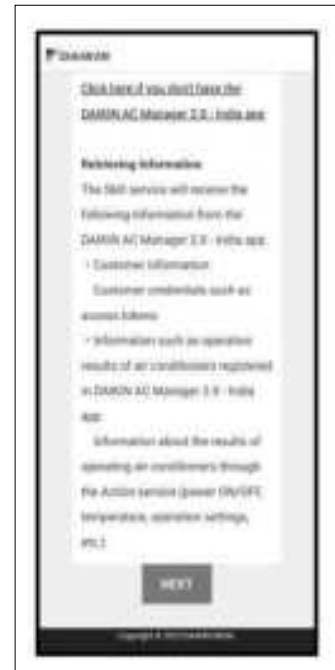 DAIKIN
Click here if you don't have the
DAIKIN AC Manager 2.0 - India app
Retrieving Information
The Skill service will receive the
following information from the
DAIKIN AC Manager 2.0 - India app.
・Customer Information
Customer credentials such as
access tokens
・Information such as operation
results of air conditioners registered
in DAIKIN AC Manager 2.0 - India
app
Information about the results of
operating air conditioners through
the Action service (power ON/OFF,
temperature, operation settings,
etc.)
NEXT
Copyright ©